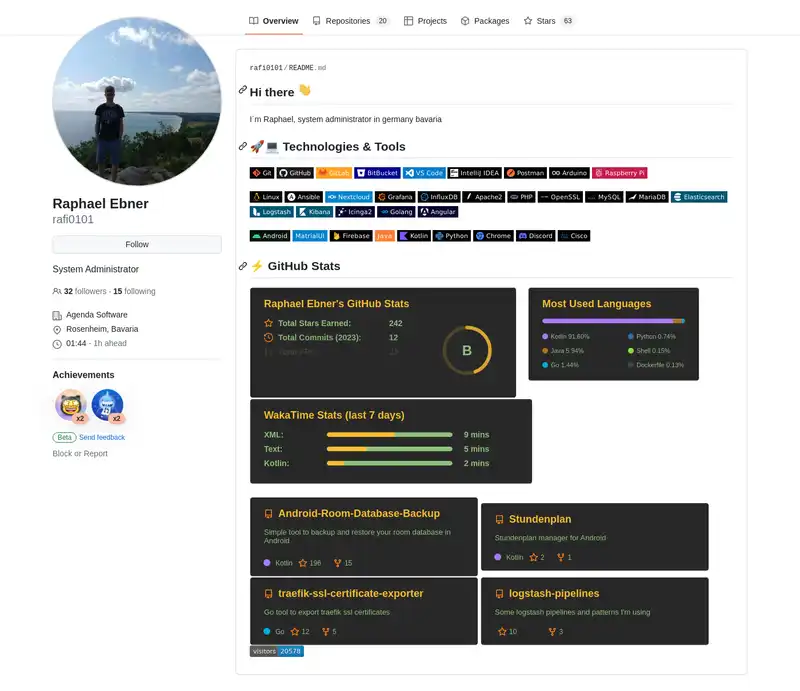 Overview Repositories 20 Projects Packages Stars 63
rafi0101/README.md
Hi there
I´m Raphael, system administrator in germany bavaria
Technologies & Tools
Git GitHub GitLab BitBucket VS Code IntelliJ IDEA Postman Arduino Raspberry Pi
Linux Ansible Nextcloud Grafana InfluxDB Apache2 PHP OpenSSL MySQL MariaDB Elasticsearch
Logstash Kibana Icinga2 Golang Angular
Android MatrialUI Firebase Java Kotlin Python Chrome Discord Cisco
GitHub Stats
Raphael Ebner's GitHub Stats
Total Stars Earned: 242
Total Commits (2023): 12
B
Most Used Languages
Kotlin 91.60% Python 0.74%
Java 5.94% Shell 0.15%
Go 1.44% Dockerfile 0.13%
WakaTime Stats (last 7 days)
XML: 9 mins
Text: 5 mins
Kotlin: 2 mins
Android-Room-Database-Backup
Simple tool to backup and restore your room database in
Android
Kotlin 196 15
Stundenplan
Stundenplan manager for Android
Kotlin 2 1
traefik-ssl-certificate-exporter
Go tool to export traefik ssl certificates
Go 12 5
logstash-pipelines
Some logstash pipelines and patterns I'm using
10 3
visitors 20578
Raphael Ebner
rafi0101
Follow
System Administrator
32 followers · 15 following
Agenda Software
Rosenheim, Bavaria
01:44 - 1h ahead
Achievements
x2 x2
Beta Send feedback
Block or Report